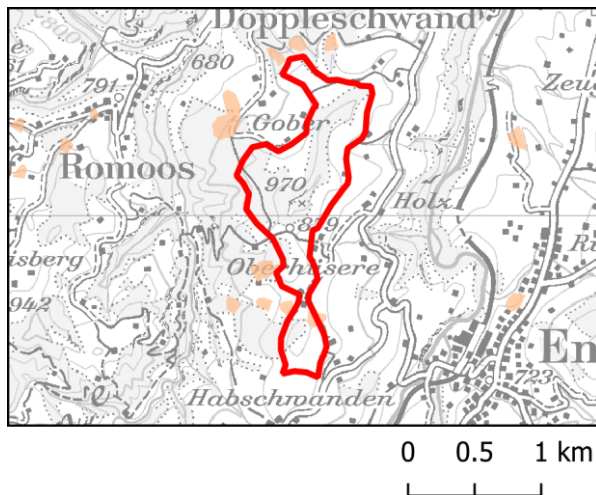 Doppleschwand
680
791
Gober
Romoos
970
Holz
829
isberg
Oberhüsere
942
En
723
Habschwanden
0 0.5 1 km